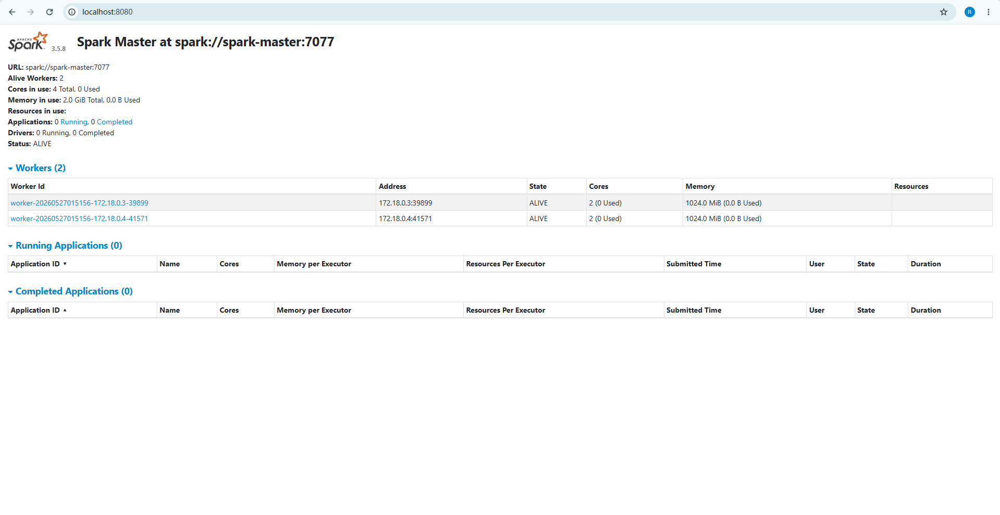 localhost:8080
R
APACHE
Spark 3.5.8 Spark Master at spark://spark-master:7077
URL: spark://spark-master:7077
Alive Workers: 2
Cores in use: 4 Total, 0 Used
Memory in use: 2.0 GiB Total, 0.0 B Used
Resources in use:
Applications: 0 Running, 0 Completed
Drivers: 0 Running, 0 Completed
Status: ALIVE
Workers (2)
Worker Id Address State Cores Memory Resources
worker-20260527015156-172.18.0.3-39899 172.18.0.3:39899 ALIVE 2 (0 Used) 1024.0 MiB (0.0 B Used)
worker-20260527015156-172.18.0.4-41571 172.18.0.4:41571 ALIVE 2 (0 Used) 1024.0 MiB (0.0 B Used)
Running Applications (0)
Application ID ▾ Name Cores Memory per Executor Resources Per Executor Submitted Time User State Duration
Completed Applications (0)
Application ID ▴ Name Cores Memory per Executor Resources Per Executor Submitted Time User State Duration